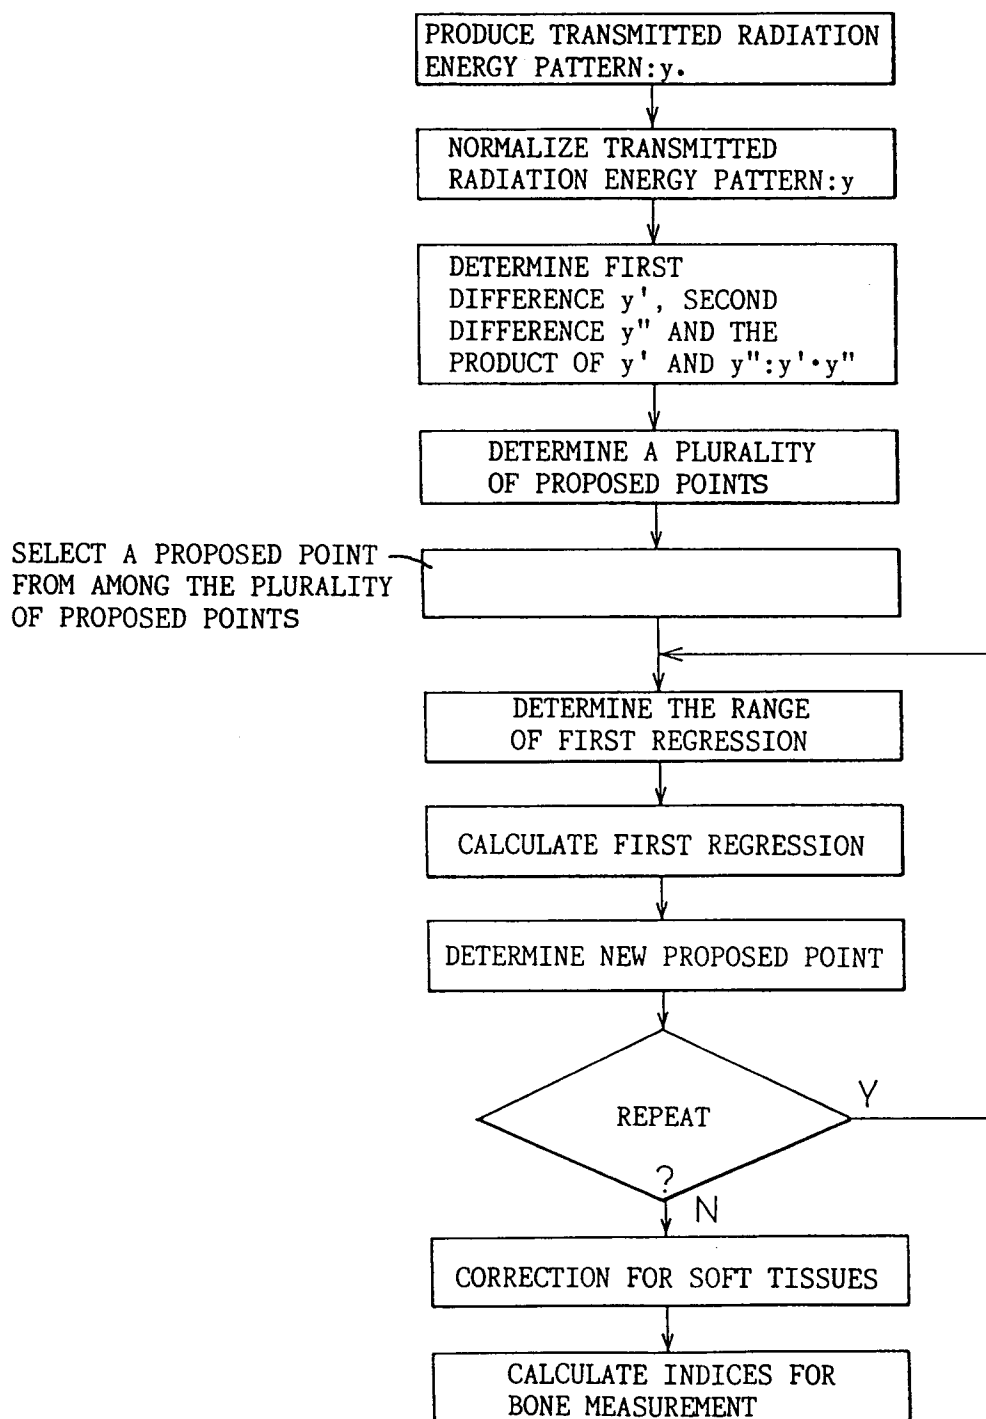 PRODUCE TRANSMITTED RADIATION
ENERGY PATTERN:y.
NORMALIZE TRANSMITTED
RADIATION ENERGY PATTERN:y
DETERMINE FIRST
DIFFERENCE y', SECOND
DIFFERENCE y" AND THE
PRODUCT OF y' AND y":y'·y"
DETERMINE A PLURALITY
OF PROPOSED POINTS
SELECT A PROPOSED POINT
FROM AMONG THE PLURALITY
OF PROPOSED POINTS
DETERMINE THE RANGE
OF FIRST REGRESSION
CALCULATE FIRST REGRESSION
DETERMINE NEW PROPOSED POINT
Y
REPEAT
?
N
CORRECTION FOR SOFT TISSUES
CALCULATE INDICES FOR
BONE MEASUREMENT